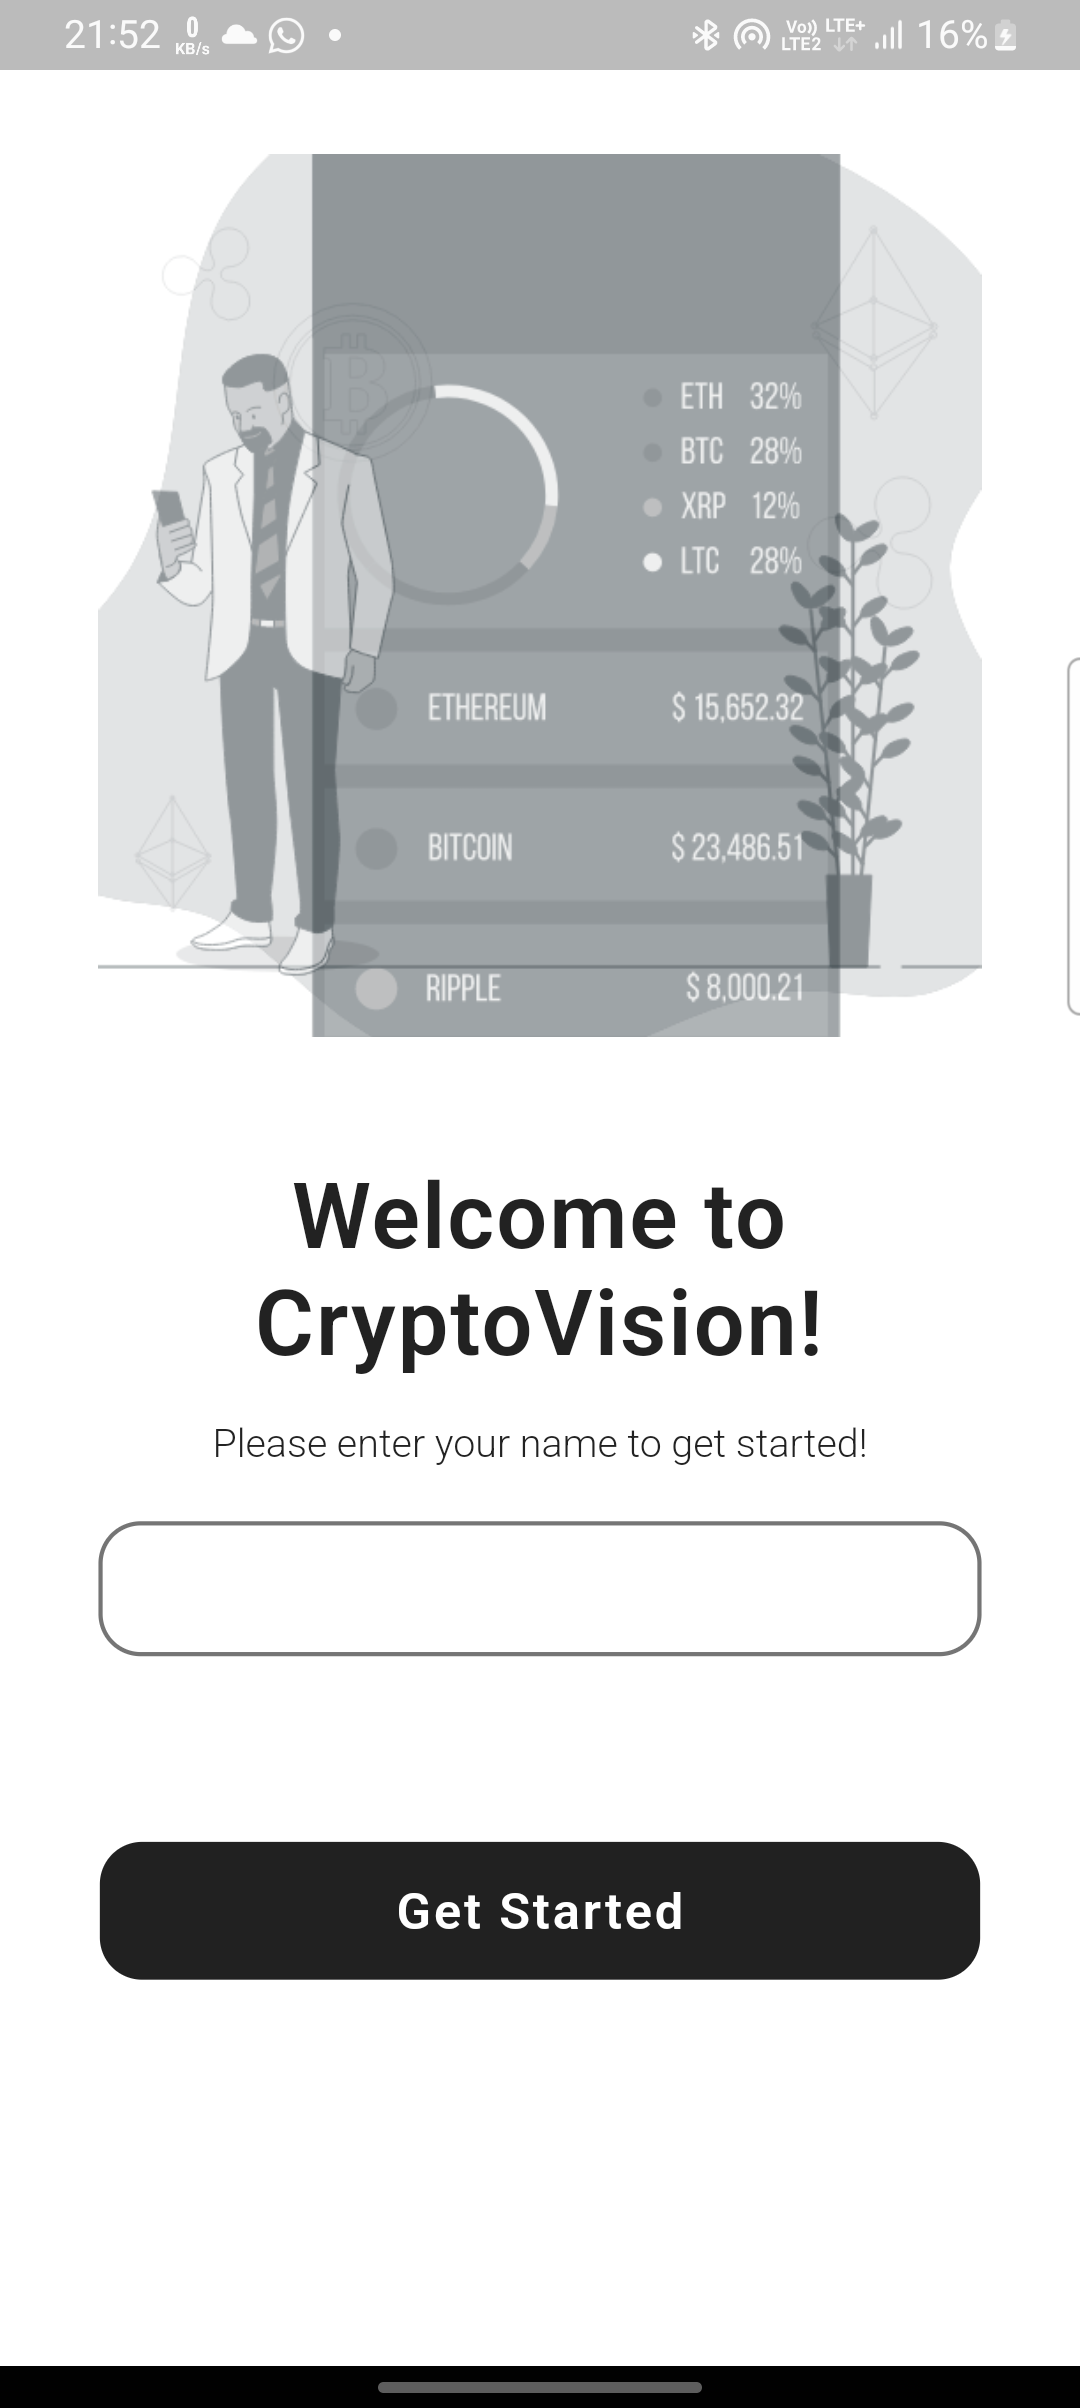 21:52 0 KB/s Vo)) LTE2 LTE+ 16%
ETH 32%
BTC 28%
XRP 12%
LTC 28%
ETHEREUM $ 15,652.32
BITCOIN $ 23,486.51
RIPPLE $ 8,000.21
Welcome to
CryptoVision!
Please enter your name to get started!
Get Started